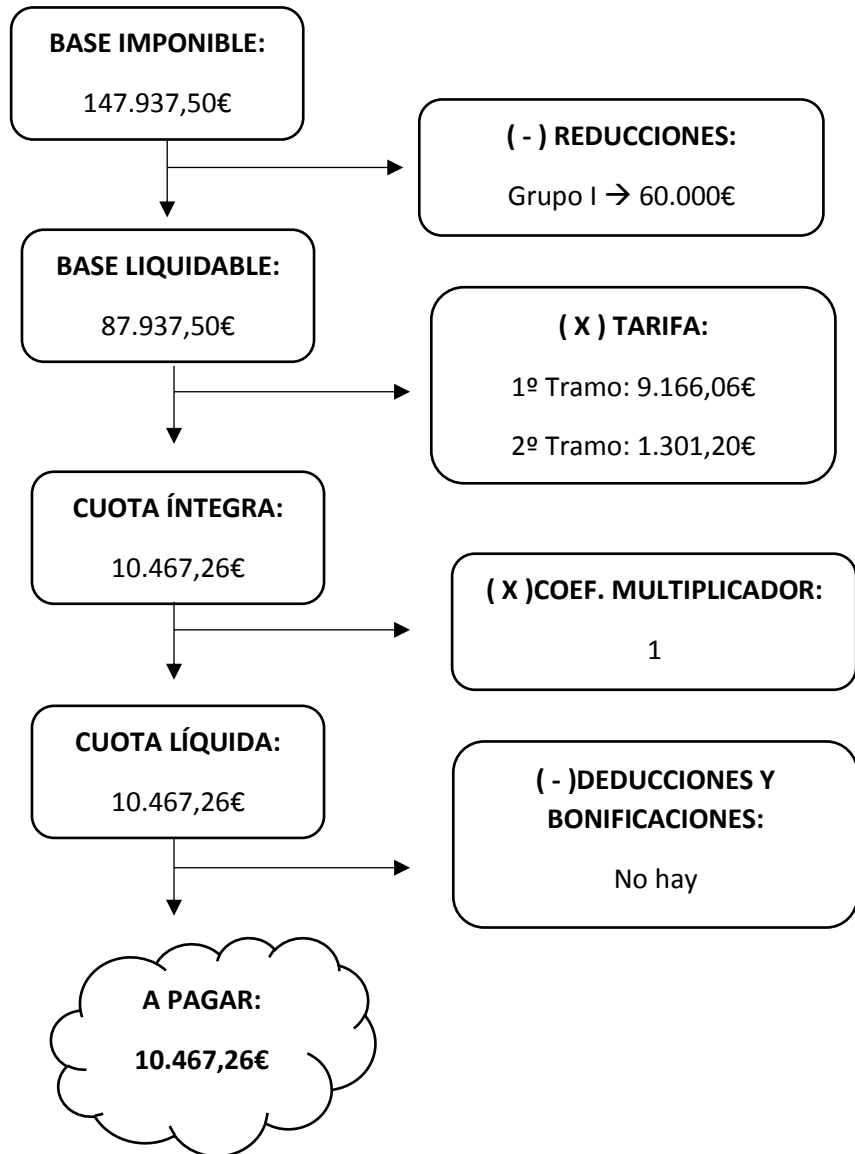 BASE IMPONIBLE:
147.937,50€
( - ) REDUCCIONES:
Grupo I → 60.000€
BASE LIQUIDABLE:
87.937,50€
( X ) TARIFA:
1º Tramo: 9.166,06€
2º Tramo: 1.301,20€
CUOTA ÍNTEGRA:
10.467,26€
( X )COEF. MULTIPLICADOR:
1
CUOTA LÍQUIDA:
10.467,26€
( - )DEDUCCIONES Y
BONIFICACIONES:
No hay
A PAGAR:
10.467,26€